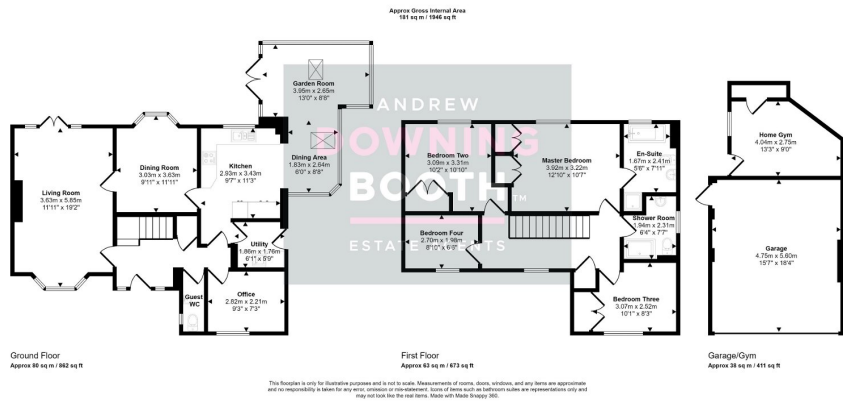 Approx Gross Internal Area
181 sq m / 1946 sq ft
ANDREW
DOWNING
BOOTH™
ESTATE AGENTS
Garden Room
3.95m x 2.65m
13'0" x 8'8"
Dining Area
1.83m x 2.64m
6'0" x 8'8"
Kitchen
2.93m x 3.43m
9'7" x 11'3"
Dining Room
3.03m x 3.63m
9'11" x 11'11"
Living Room
3.63m x 5.85m
11'11" x 19'2"
Utility
1.86m x 1.76m
6'1" x 5'9"
Guest
WC
Office
2.82m x 2.21m
9'3" x 7'3"
Ground Floor
Approx 80 sq m / 862 sq ft
Bedroom Two
3.09m x 3.31m
10'2" x 10'10"
Master Bedroom
3.92m x 3.22m
12'10" x 10'7"
En-Suite
1.67m x 2.41m
5'6" x 7'11"
Shower Room
1.94m x 2.31m
6'4" x 7'7"
Bedroom Four
2.70m x 1.98m
8'10" x 6'6"
Bedroom Three
3.07m x 2.52m
10'1" x 8'3"
First Floor
Approx 63 sq m / 673 sq ft
Home Gym
4.04m x 2.75m
13'3" x 9'0"
Garage
4.75m x 5.60m
15'7" x 18'4"
Garage/Gym
Approx 38 sq m / 411 sq ft
This floorplan is only for illustrative purposes and is not to scale. Measurements of rooms, doors, windows, and any items are approximate
and no responsibility is taken for any error, omission or mis-statement. Icons of items such as bathroom suites are representations only and
may not look like the real items. Made with Made Snappy 360.